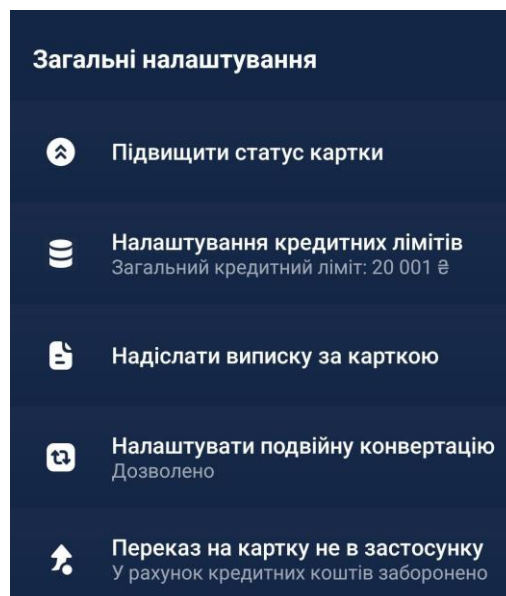 Загальні налаштування
Підвищити статус картки
Налаштування кредитних лімітів
Загальний кредитний ліміт: 20 001 ₴
Надіслати виписку за карткою
Налаштувати подвійну конвертацію
Дозволено
Переказ на картку не в застосунку
У рахунок кредитних коштів заборонено